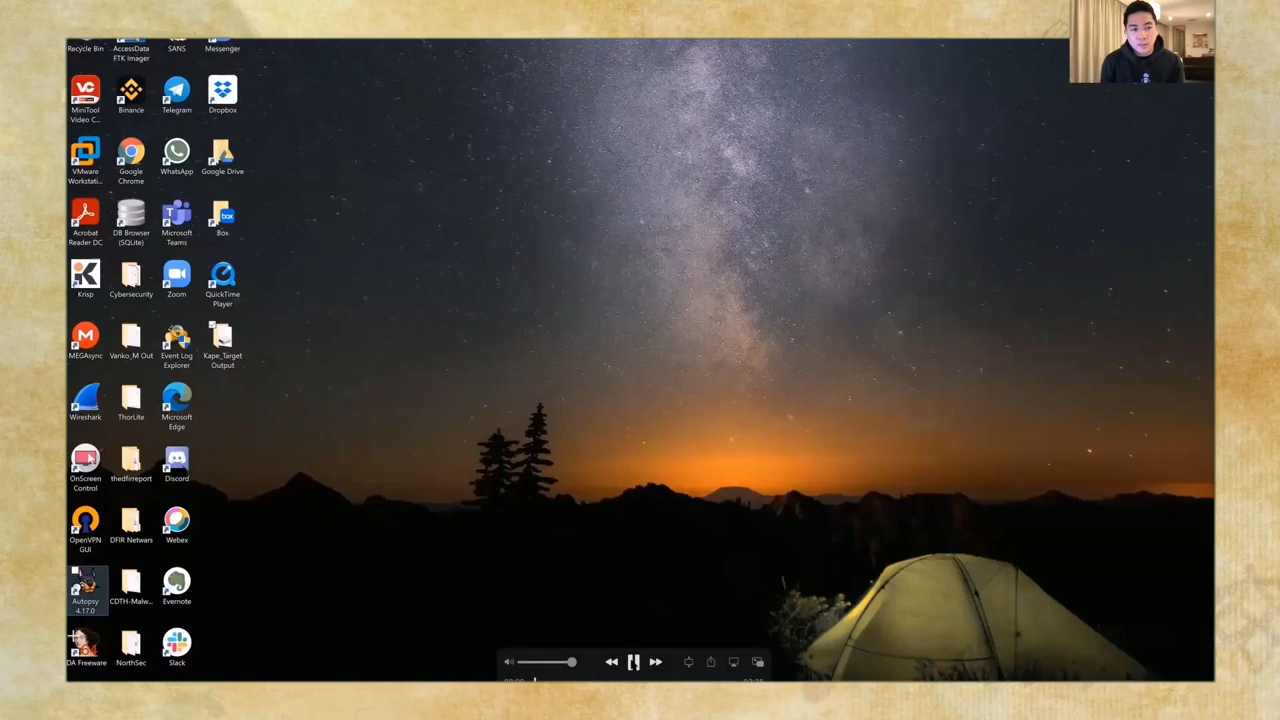 Recycle Bin
AccessData
FTK Imager
SANS
Messenger
VC
MiniTool
Video C...
Binance
Telegram
Dropbox
VMware
Workstati...
Google
Chrome
WhatsApp
Google Drive
Acrobat
Reader DC
DB Browser
(SQLite)
T
Microsoft
Teams
box
Box
Krisp
Cybersecurity
Zoom
QuickTime
Player
M
MEGAsync
Vanko_M Out
Event Log
Explorer
Kape_Target
Output
Wireshark
ThorLite
Microsoft
Edge
OnScreen
Control
thedfirreport
Discord
OpenVPN
GUI
DFIR Netwars
Webex
Autopsy
4.17.0
CDTH-Malw...
Evernote
DA Freeware
NorthSec
Slack